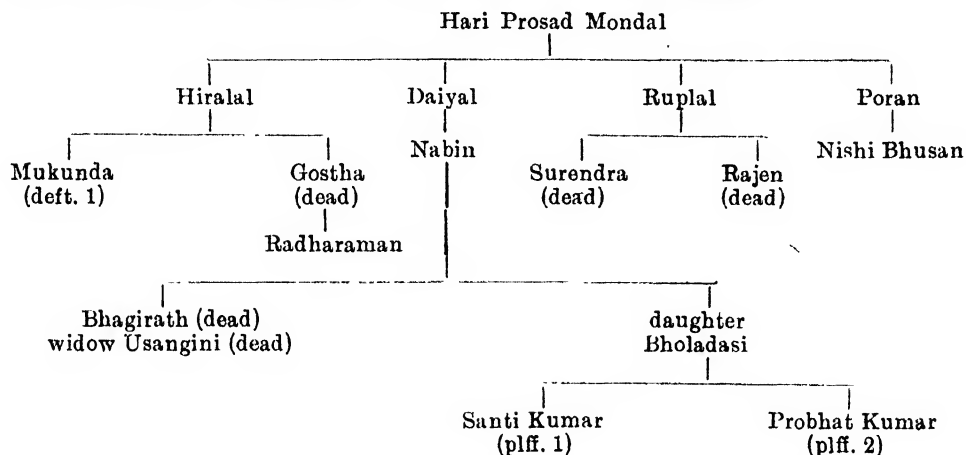 Hari Prosad Mondal
Hiralal Daiyal Ruplal Poran
Mukunda Gostha Nabin Surendra Rajen Nishi Bhusan
(deft. 1) (dead) (dead) (dead)
Radharaman
Bhagirath (dead) daughter
widow Usangini (dead) Bholadasi
Santi Kumar Probhat Kumar
(plff. 1) (plff. 2)